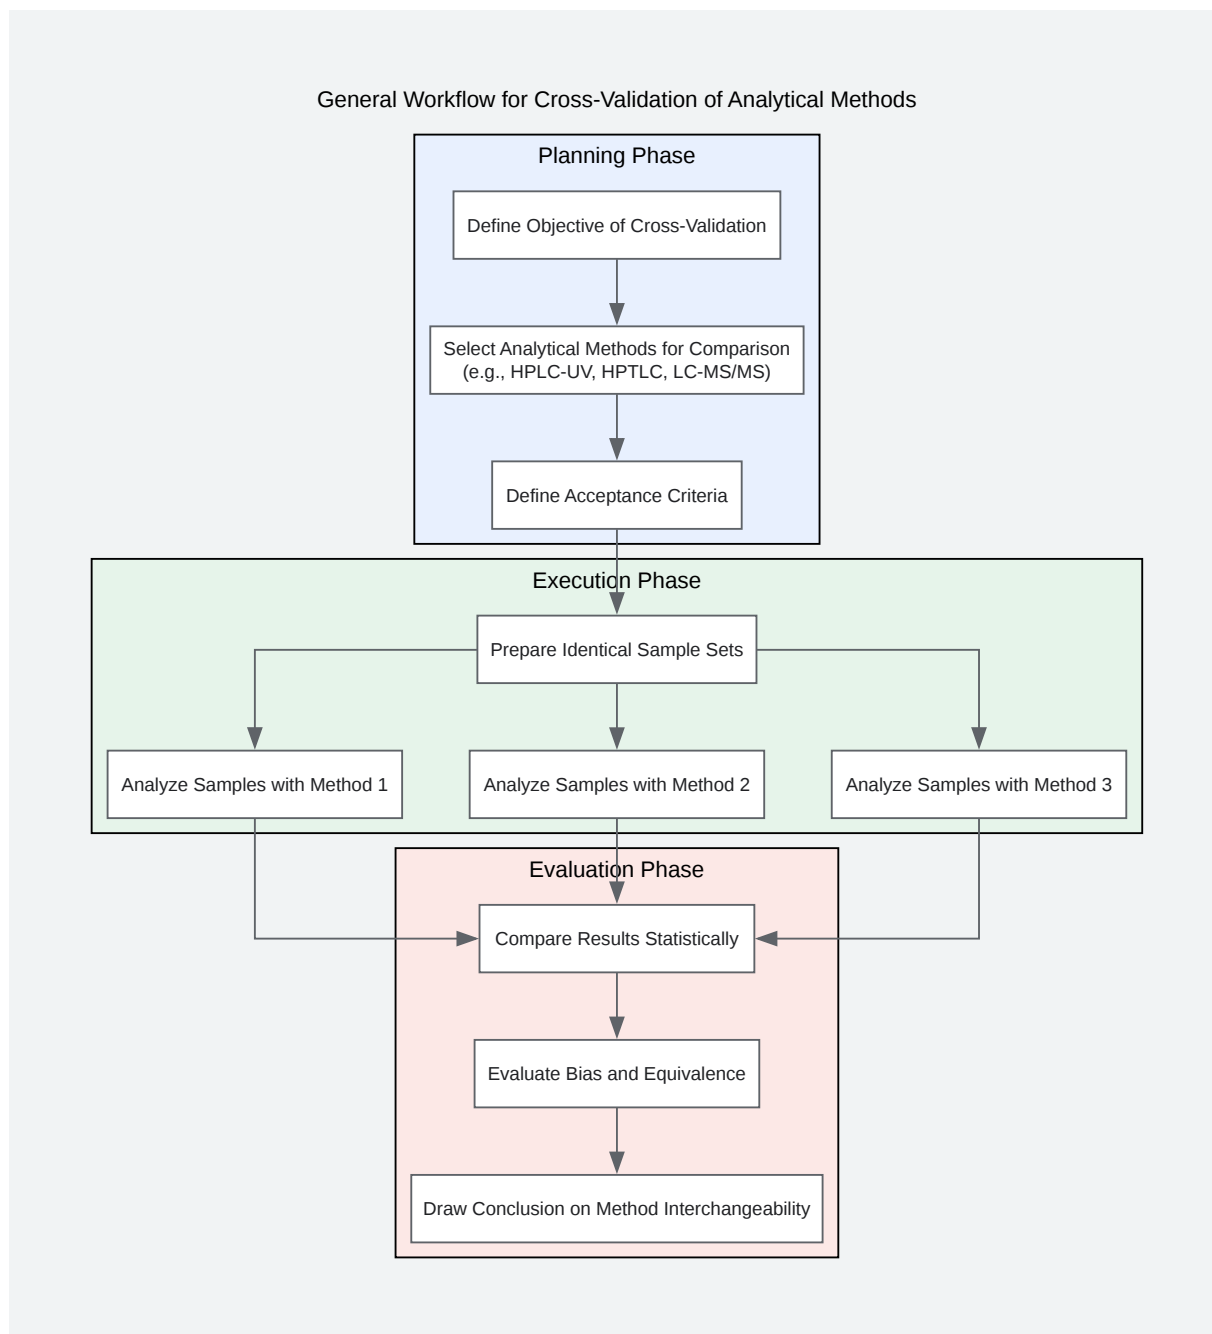 General Workflow for Cross-Validation of Analytical Methods
Planning Phase
Define Objective of Cross-Validation
Select Analytical Methods for Comparison
(e.g., HPLC-UV, HPTLC, LC-MS/MS)
Define Acceptance Criteria
Execution Phase
Prepare Identical Sample Sets
Analyze Samples with Method 1
Analyze Samples with Method 2
Analyze Samples with Method 3
Evaluation Phase
Compare Results Statistically
Evaluate Bias and Equivalence
Draw Conclusion on Method Interchangeability